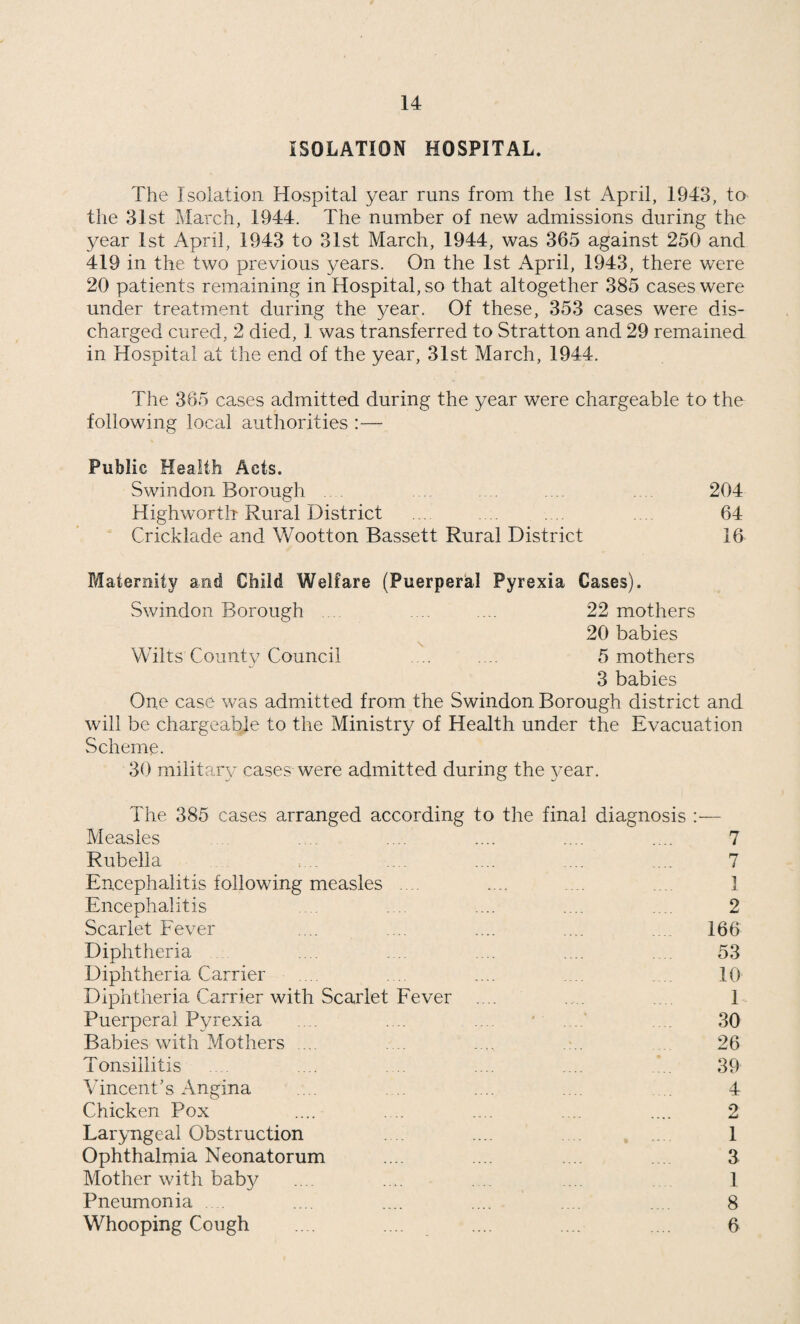 14
ISOLATION HOSPITAL.
The Isolation Hospital year runs from the 1st April, 1943, to
the 31st March, 1944. The number of new admissions during the
year 1st April, 1943 to 31st March, 1944, was 365 against 250 and
419 in the two previous years. On the 1st April, 1943, there were
20 patients remaining in Hospital, so that altogether 385 cases were
under treatment during the year. Of these, 353 cases were dis-
charged cured, 2 died, 1 was transferred to Stratton and 29 remained
in Hospital at the end of the year, 31st March, 1944.
The 365 cases admitted during the year were chargeable to the
following local authorities :—
Public Health Acts.
Swindon Borough .... .... .... .... .... 204
Highworth Rural District .... .... .... .... 64
Cricklade and Wootton Bassett Rural District 16
Maternity and Child Welfare (Puerperal Pyrexia Cases).
Swindon Borough .... .... .... 22 mothers
20 babies
Wilts County Council .... .... 5 mothers
3 babies
One case was admitted from the Swindon Borough district and
will be chargeable to the Ministry of Health under the Evacuation
Scheme.
30 military cases were admitted during the year.
The 385 cases arranged according to the final diagnosis :—
Measles .... .... .... .... .... 7
Rubella .... .... .... .... .... 7
Encephalitis following measles .... .... .... .... 1
Encephalitis .... .... .... .... .... 2
Scarlet Fever .... .... .... .... .... 166
Diphtheria .... .... .... .... .... 53
Diphtheria Carrier .... .... .... .... .... 10
Diphtheria Carrier with Scarlet Fever .... .... .... 1
Puerperal Pyrexia .... .... .... .... .... 30
Babies with Mothers .... .... .... .... .... 26
Tonsillitis .... .... .... .... .... 39
Vincent's Angina .... .... .... .... .... 4
Chicken Pox .... .... .... .... .... 2
Laryngeal Obstruction .... .... .... .... 1
Ophthalmia Neonatorum .... .... .... .... 3
Mother with baby .... .... .... .... .... 1
Pneumonia .... .... .... .... .... 8
Whooping Cough .... .... .... .... .... 6